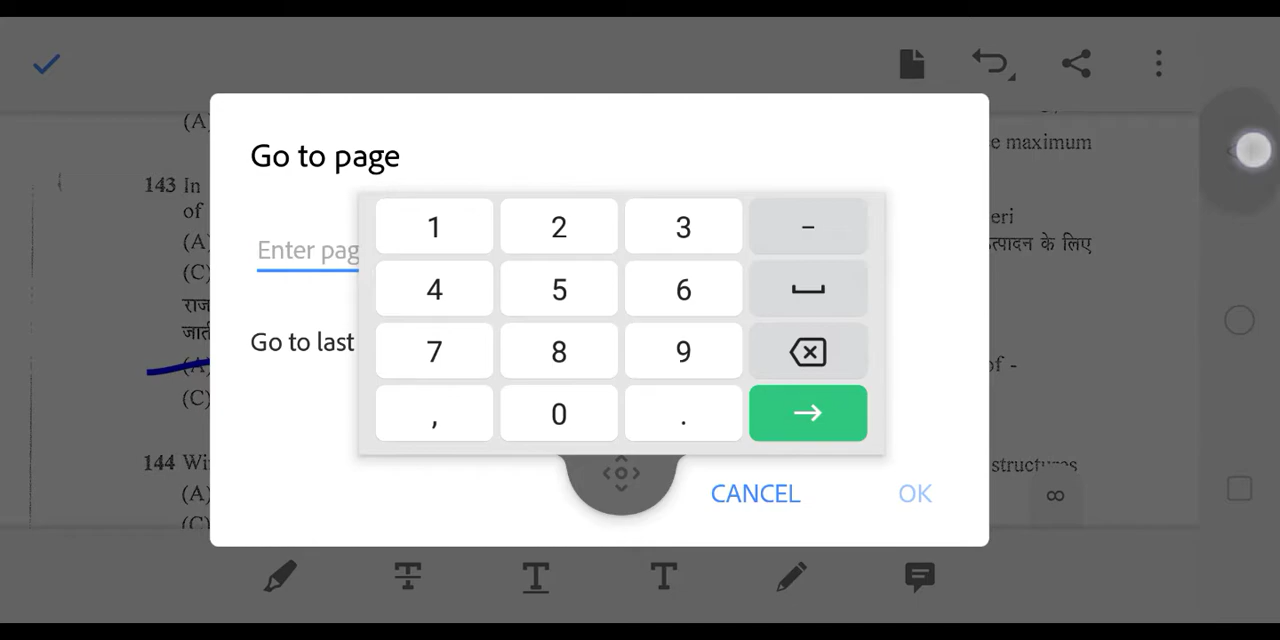 (A)
e maximum
Go to page
143 In
of
eri
(A)
त्पादन के लिए
Enter pag
(C)
1 2 3 -
4 5 6
7 8 9
, 0 .
राज
Go to last
जाती
(A)
of -
(C)
144 Wi
structures
(A)
CANCEL
OK
(C
T T T